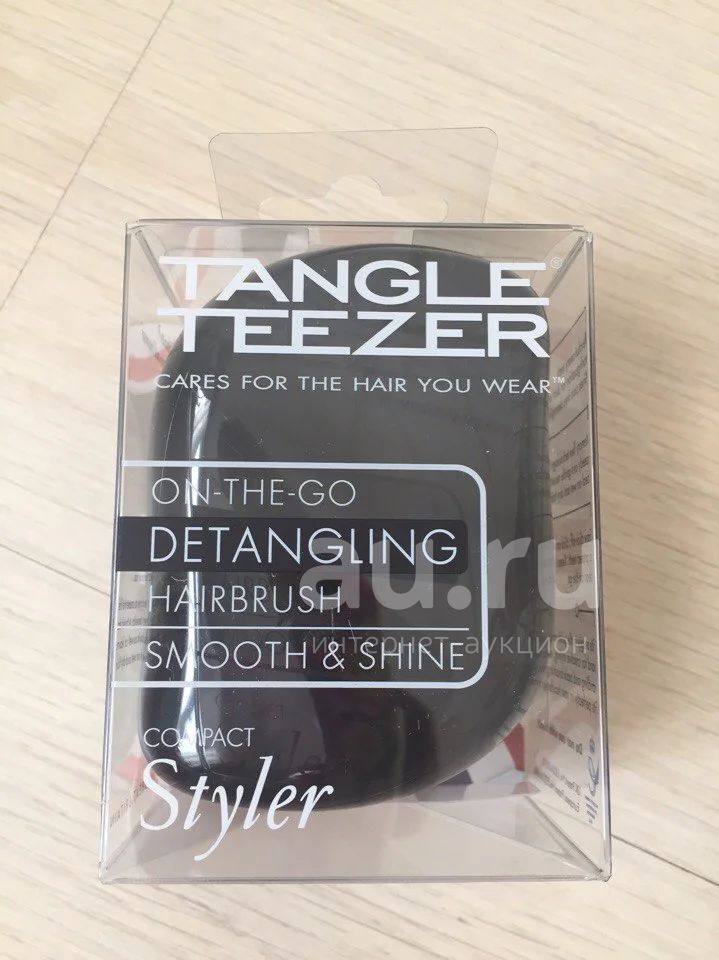 TANGLE®
TEEZER
CARES FOR THE HAIR YOU WEAR™
ON-THE-GO
DETANGLING
HAIRBRUSH
SMOOTH & SHINE
COMPACT
Styler
au.ru
интернет аукцион